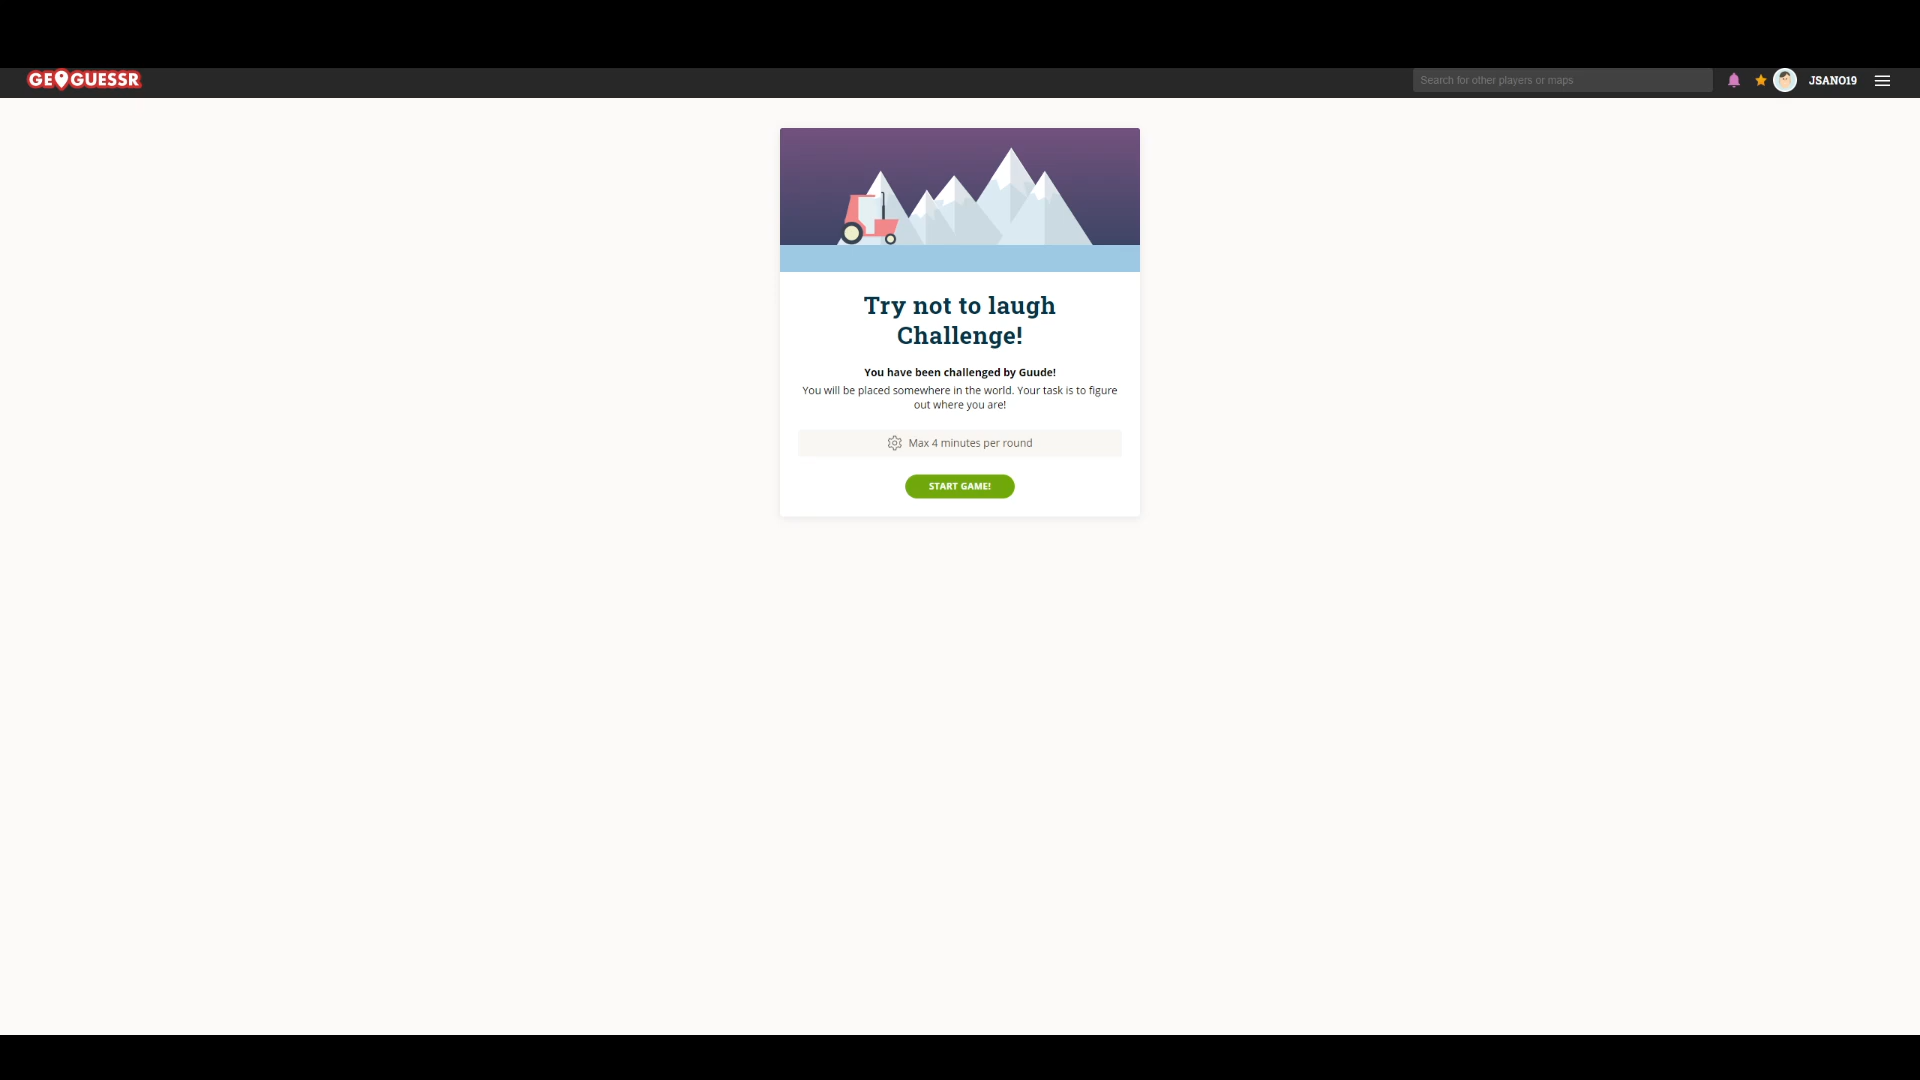 GEOGUESSR
Search for other players or maps
JSANO19
Try not to laugh
Challenge!
You have been challenged by Guude!
You will be placed somewhere in the world. Your task is to figure
out where you are!
Max 4 minutes per round
START GAME!